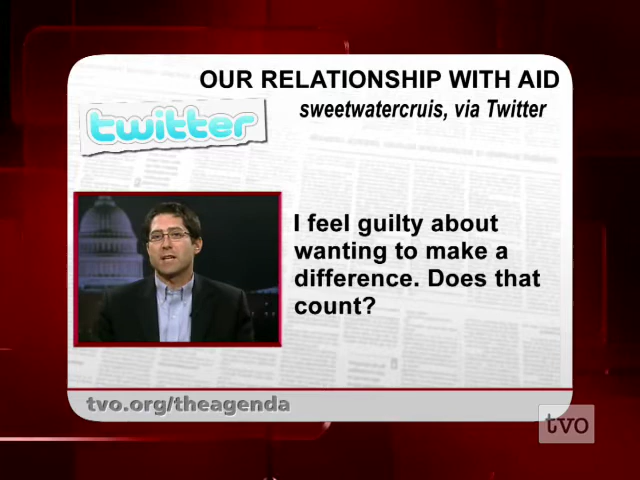 OUR RELATIONSHIP WITH AID
sweetwatercruis, via Twitter
twitter
I feel guilty about
wanting to make a
difference. Does that
count?
tvo.org/theagenda
tvo